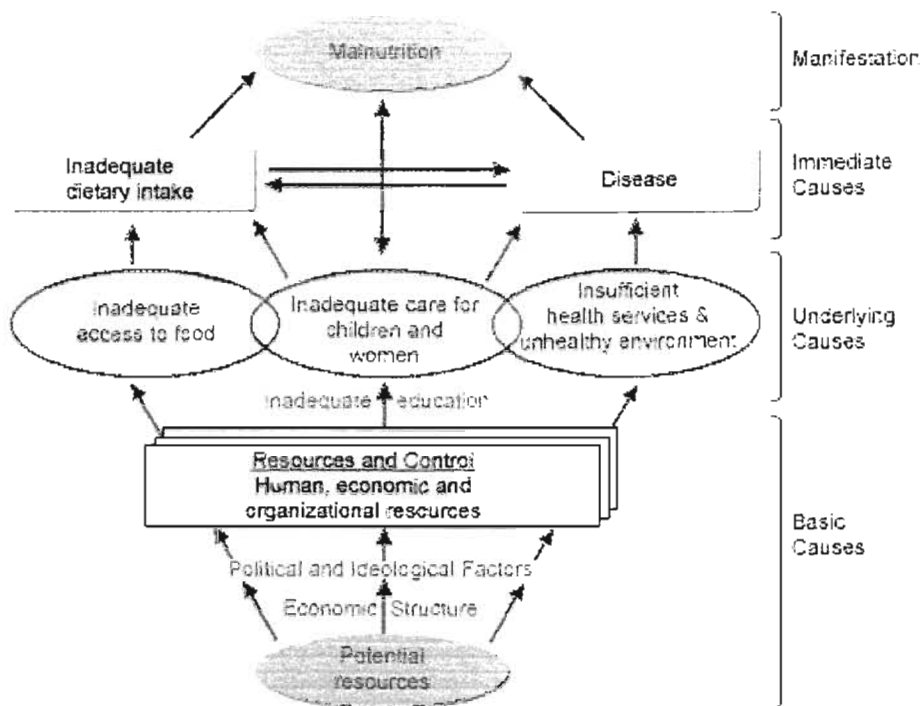 Malnutrition
Manifestation
Inadequate
dietary intake
Disease
Immediate
Causes
Inadequate
access to food
Inadequate care for
children and
women
Insufficient
health services &
unhealthy environment
Underlying
Causes
Inadequate education
Resources and Control
Human, economic and
organizational resources
Political and Ideological Factors
Economic Structure
Potential
resources
Basic
Causes